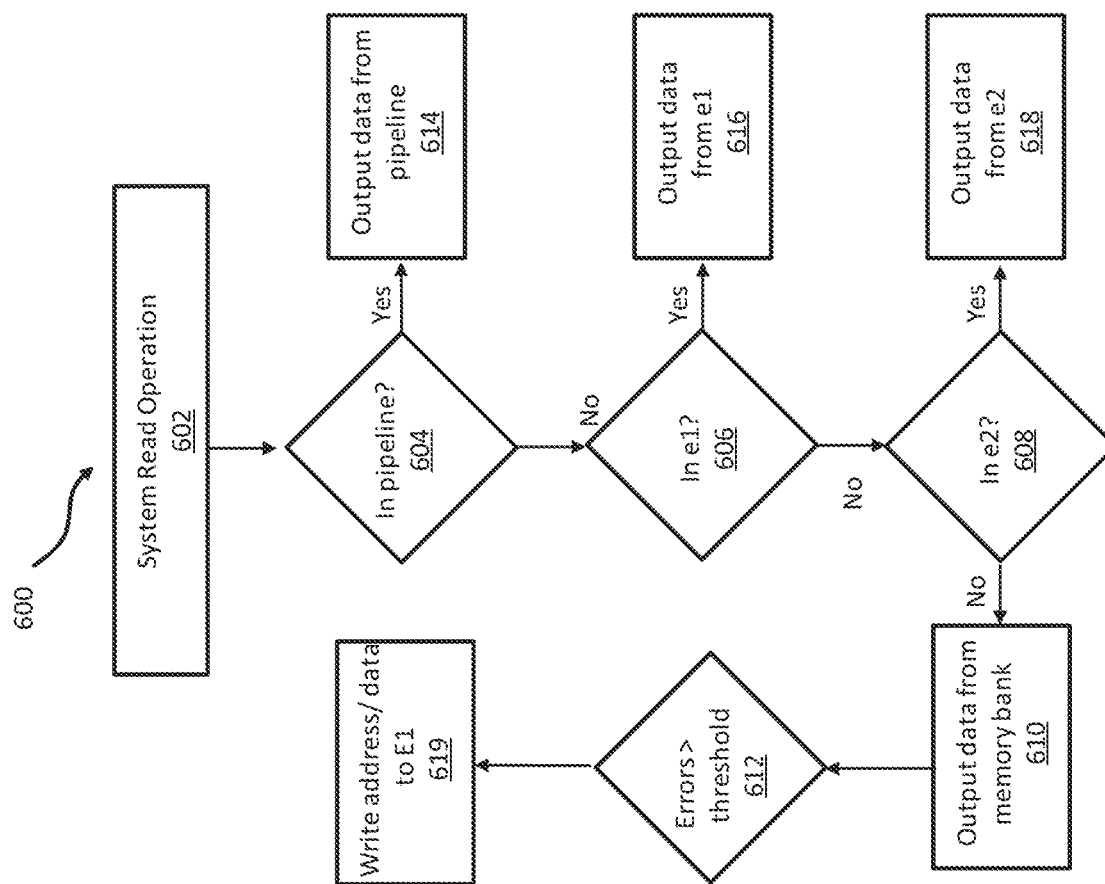 600
System Read Operation
602
In pipeline?
604
Yes
Output data from
pipeline
614
No
In e1?
606
Yes
Output data
from e1
616
No
In e2?
608
Yes
Output data
from e2
618
No
Output data from
memory bank
610
Errors >
threshold
612
Write address/ data
to E1
619